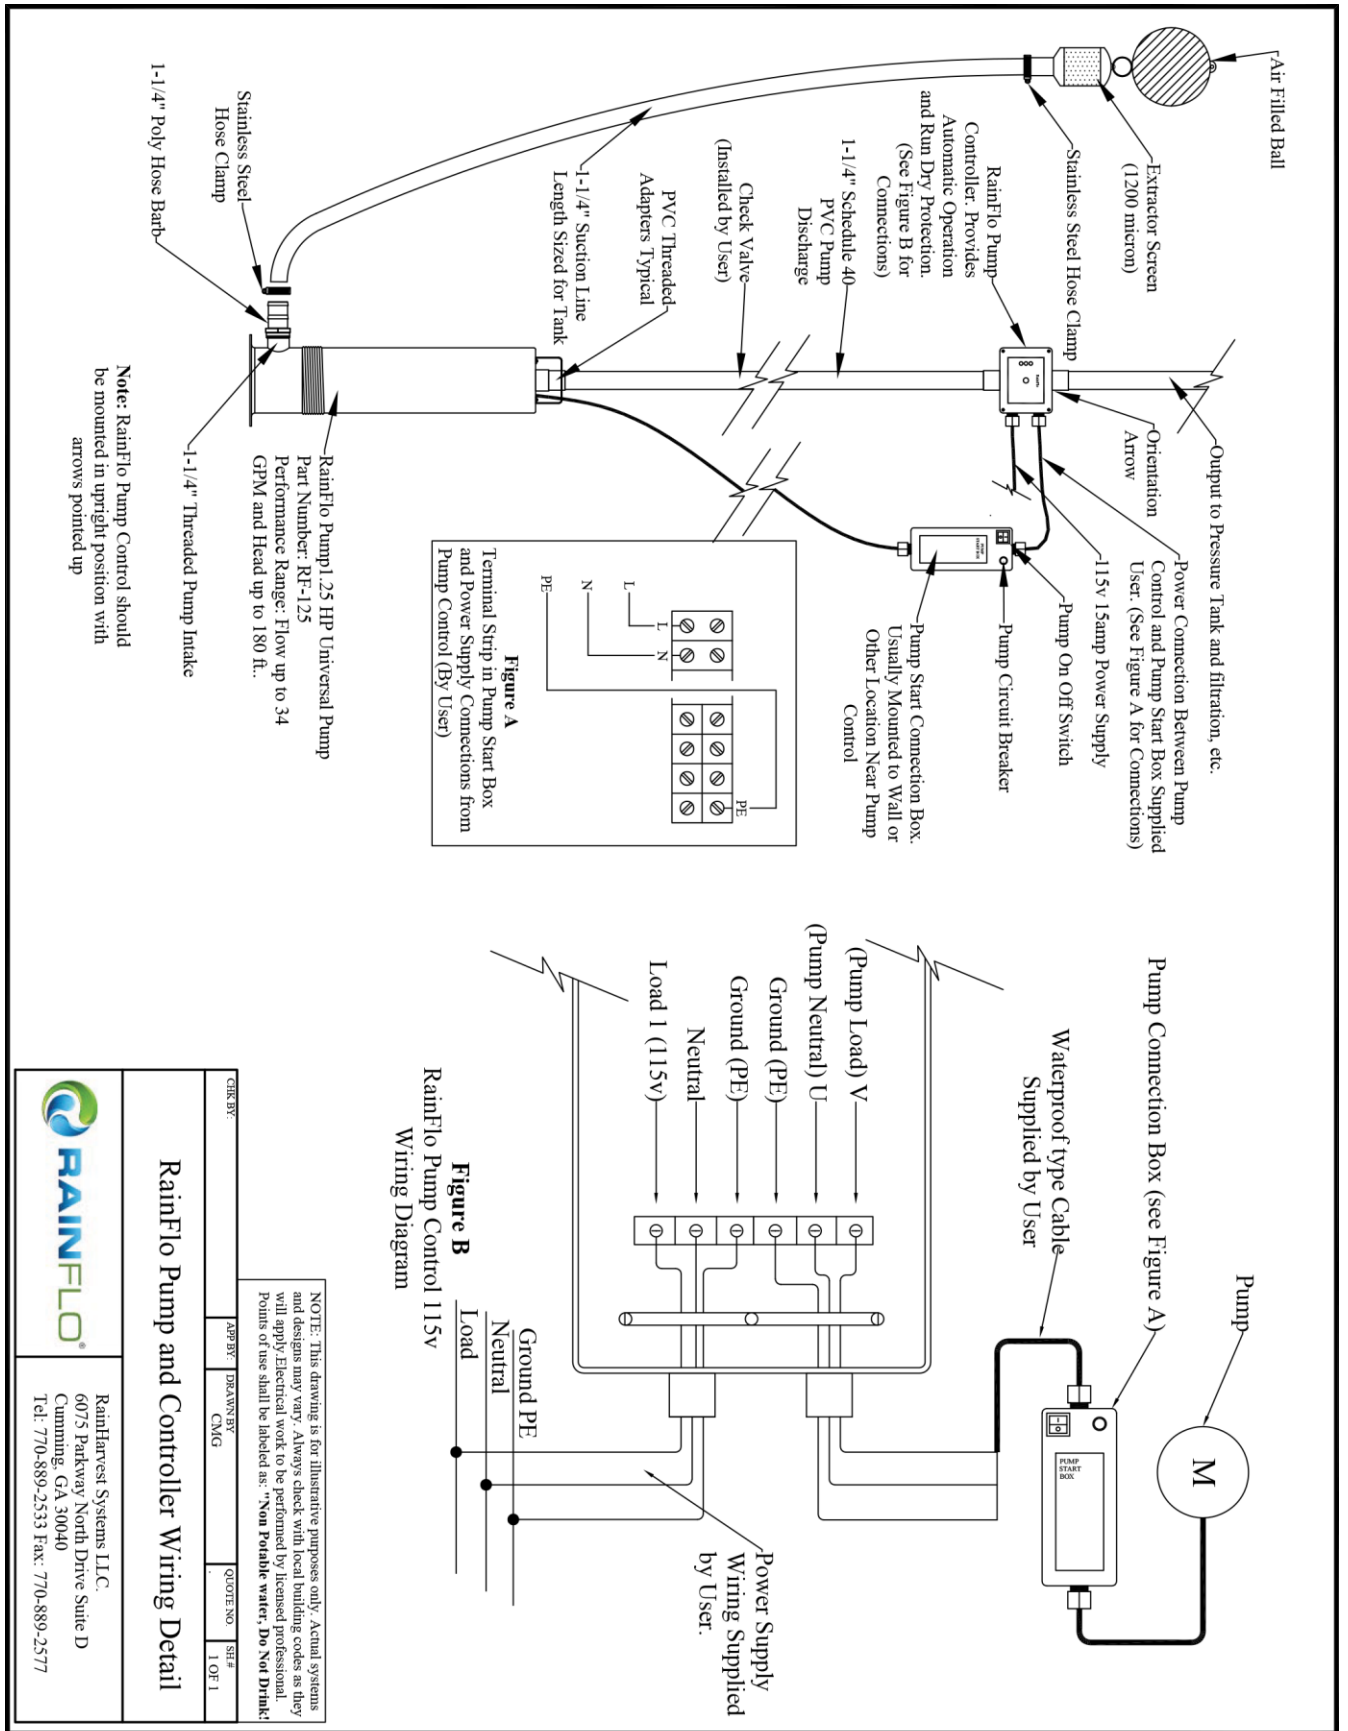 Air Filled Ball
Extractor Screen
(1200 micron)
Stainless Steel Hose Clamp
Output to Pressure Tank and filtration, etc.
Orientation
Arrow
Power Connection Between Pump
Control and Pump Start Box Supplied
User. (See Figure A for Connections)
115v 15amp Power Supply
Pump On Off Switch
Pump Circuit Breaker
Pump Start Connection Box.
Usually Mounted to Wall or
Other Location Near Pump
Control
PUMP
START BOX
RainFlo Pump
Controller. Provides
Automatic Operation
and Run Dry Protection.
(See Figure B for
Connections)
1-1/4" Schedule 40
PVC Pump
Discharge
Check Valve
(Installed by User)
PVC Threaded
Adapters Typical
1-1/4" Suction Line
Length Sized for Tank
Stainless Steel
Hose Clamp
1-1/4" Poly Hose Barb
RainFlo Pump1.25 HP Universal Pump
Part Number: RF-125
Performance Range: Flow up to 34
GPM and Head up to 180 ft..
1-1/4" Threaded Pump Intake
Note: RainFlo Pump Control should
be mounted in upright position with
arrows pointed up
L
N
PE
L
N
PE
Figure A
Terminal Strip in Pump Start Box
and Power Supply Connections from
Pump Control (By User)
Pump
M
Pump Connection Box (see Figure A)
PUMP
START
BOX
Waterproof type Cable
Supplied by User
(Pump Load) V
(Pump Neutral) U
Ground (PE)
Ground (PE)
Neutral
Load 1 (115v)
Power Supply
Wiring Supplied
by User.
Ground PE
Neutral
Load
Figure B
RainFlo Pump Control 115v
Wiring Diagram
NOTE: This drawing is for illustrative purposes only. Actual systems
and designs may vary. Always check with local building codes as they
will apply.Electrical work to be performed by licensed professional.
Points of use shall be labeled as: "Non Potable water, Do Not Drink!
CHK BY:
APP BY:
DRAWN BY
CMG
QUOTE NO.
SH.#
1 OF 1
RainFlo Pump and Controller Wiring Detail
RAINFLO®
RainHarvest Systems LLC.
6075 Parkway North Drive Suite D
Cumming, GA 30040
Tel: 770-889-2533 Fax: 770-889-2577